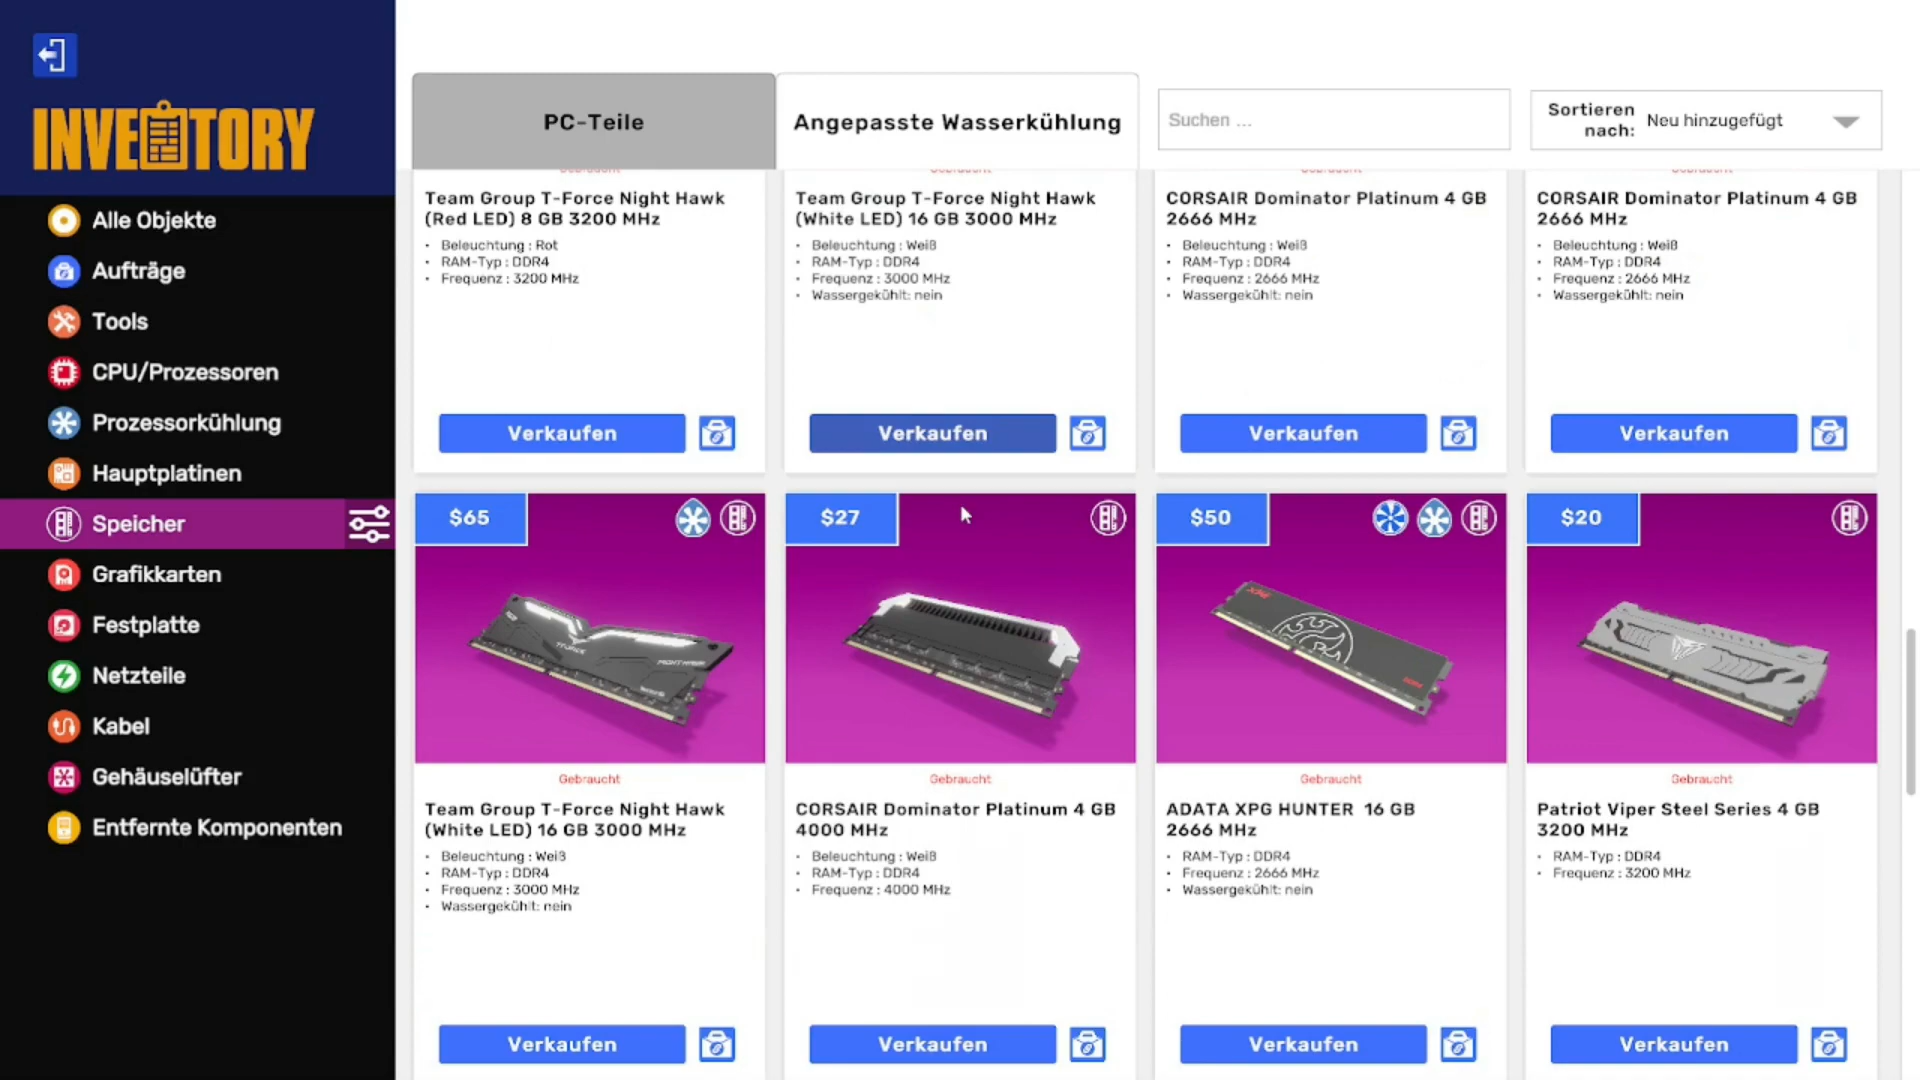 INVENTORY
PC-Teile
Angepasste Wasserkühlung
Suchen ...
Sortieren
nach:
Neu hinzugefügt
Alle Objekte
Aufträge
Tools
CPU/Prozessoren
Prozessorkühlung
Hauptplatinen
Speicher
Grafikkarten
Festplatte
Netzteile
Kabel
Gehäuselüfter
Entfernte Komponenten
Team Group T-Force Night Hawk
(Red LED) 8 GB 3200 MHz
• Beleuchtung : Rot
• RAM-Typ : DDR4
• Frequenz : 3200 MHz
Verkaufen
Team Group T-Force Night Hawk
(White LED) 16 GB 3000 MHz
• Beleuchtung : Weiß
• RAM-Typ : DDR4
• Frequenz : 3000 MHz
• Wassergekühlt: nein
Verkaufen
CORSAIR Dominator Platinum 4 GB
2666 MHz
• Beleuchtung : Weiß
• RAM-Typ : DDR4
• Frequenz : 2666 MHz
• Wassergekühlt: nein
Verkaufen
CORSAIR Dominator Platinum 4 GB
2666 MHz
• Beleuchtung : Weiß
• RAM-Typ : DDR4
• Frequenz : 2666 MHz
• Wassergekühlt: nein
Verkaufen
$65
Gebraucht
Team Group T-Force Night Hawk
(White LED) 16 GB 3000 MHz
• Beleuchtung : Weiß
• RAM-Typ : DDR4
• Frequenz : 3000 MHz
• Wassergekühlt: nein
Verkaufen
$27
Gebraucht
CORSAIR Dominator Platinum 4 GB
4000 MHz
• Beleuchtung : Weiß
• RAM-Typ : DDR4
• Frequenz : 4000 MHz
Verkaufen
$50
Gebraucht
ADATA XPG HUNTER  16 GB
2666 MHz
• RAM-Typ : DDR4
• Frequenz : 2666 MHz
• Wassergekühlt: nein
Verkaufen
$20
Gebraucht
Patriot Viper Steel Series 4 GB
3200 MHz
• RAM-Typ : DDR4
• Frequenz : 3200 MHz
Verkaufen